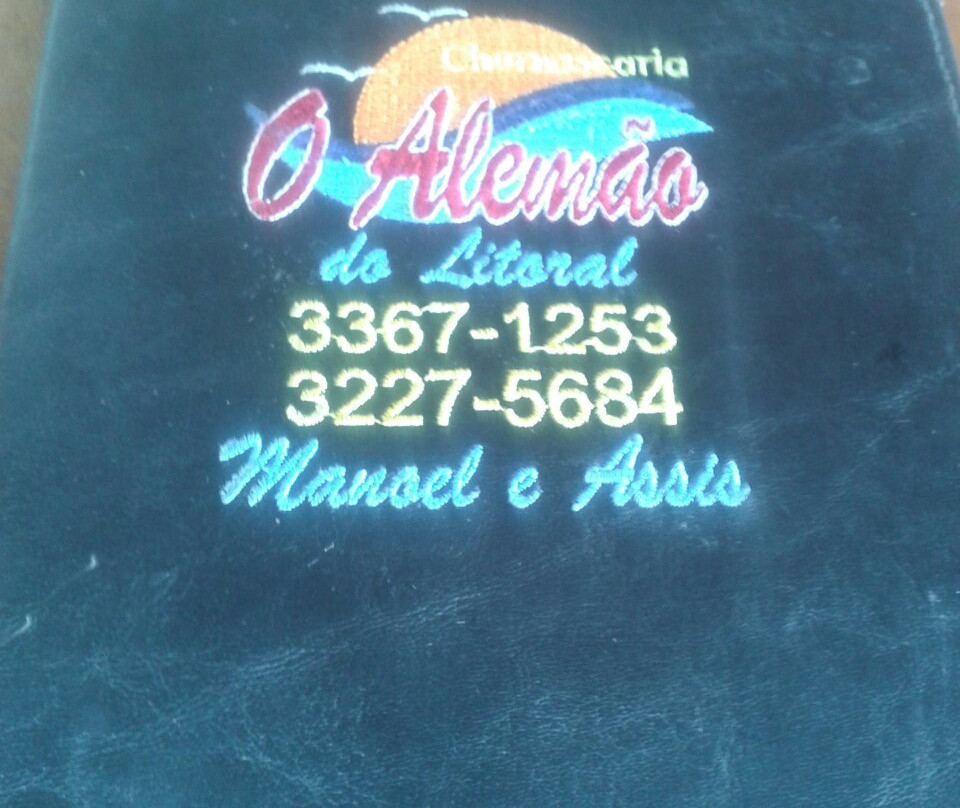 Churrascaria
O Alemão
do Litoral
3367-1253
3227-5684
Manoel e Assis